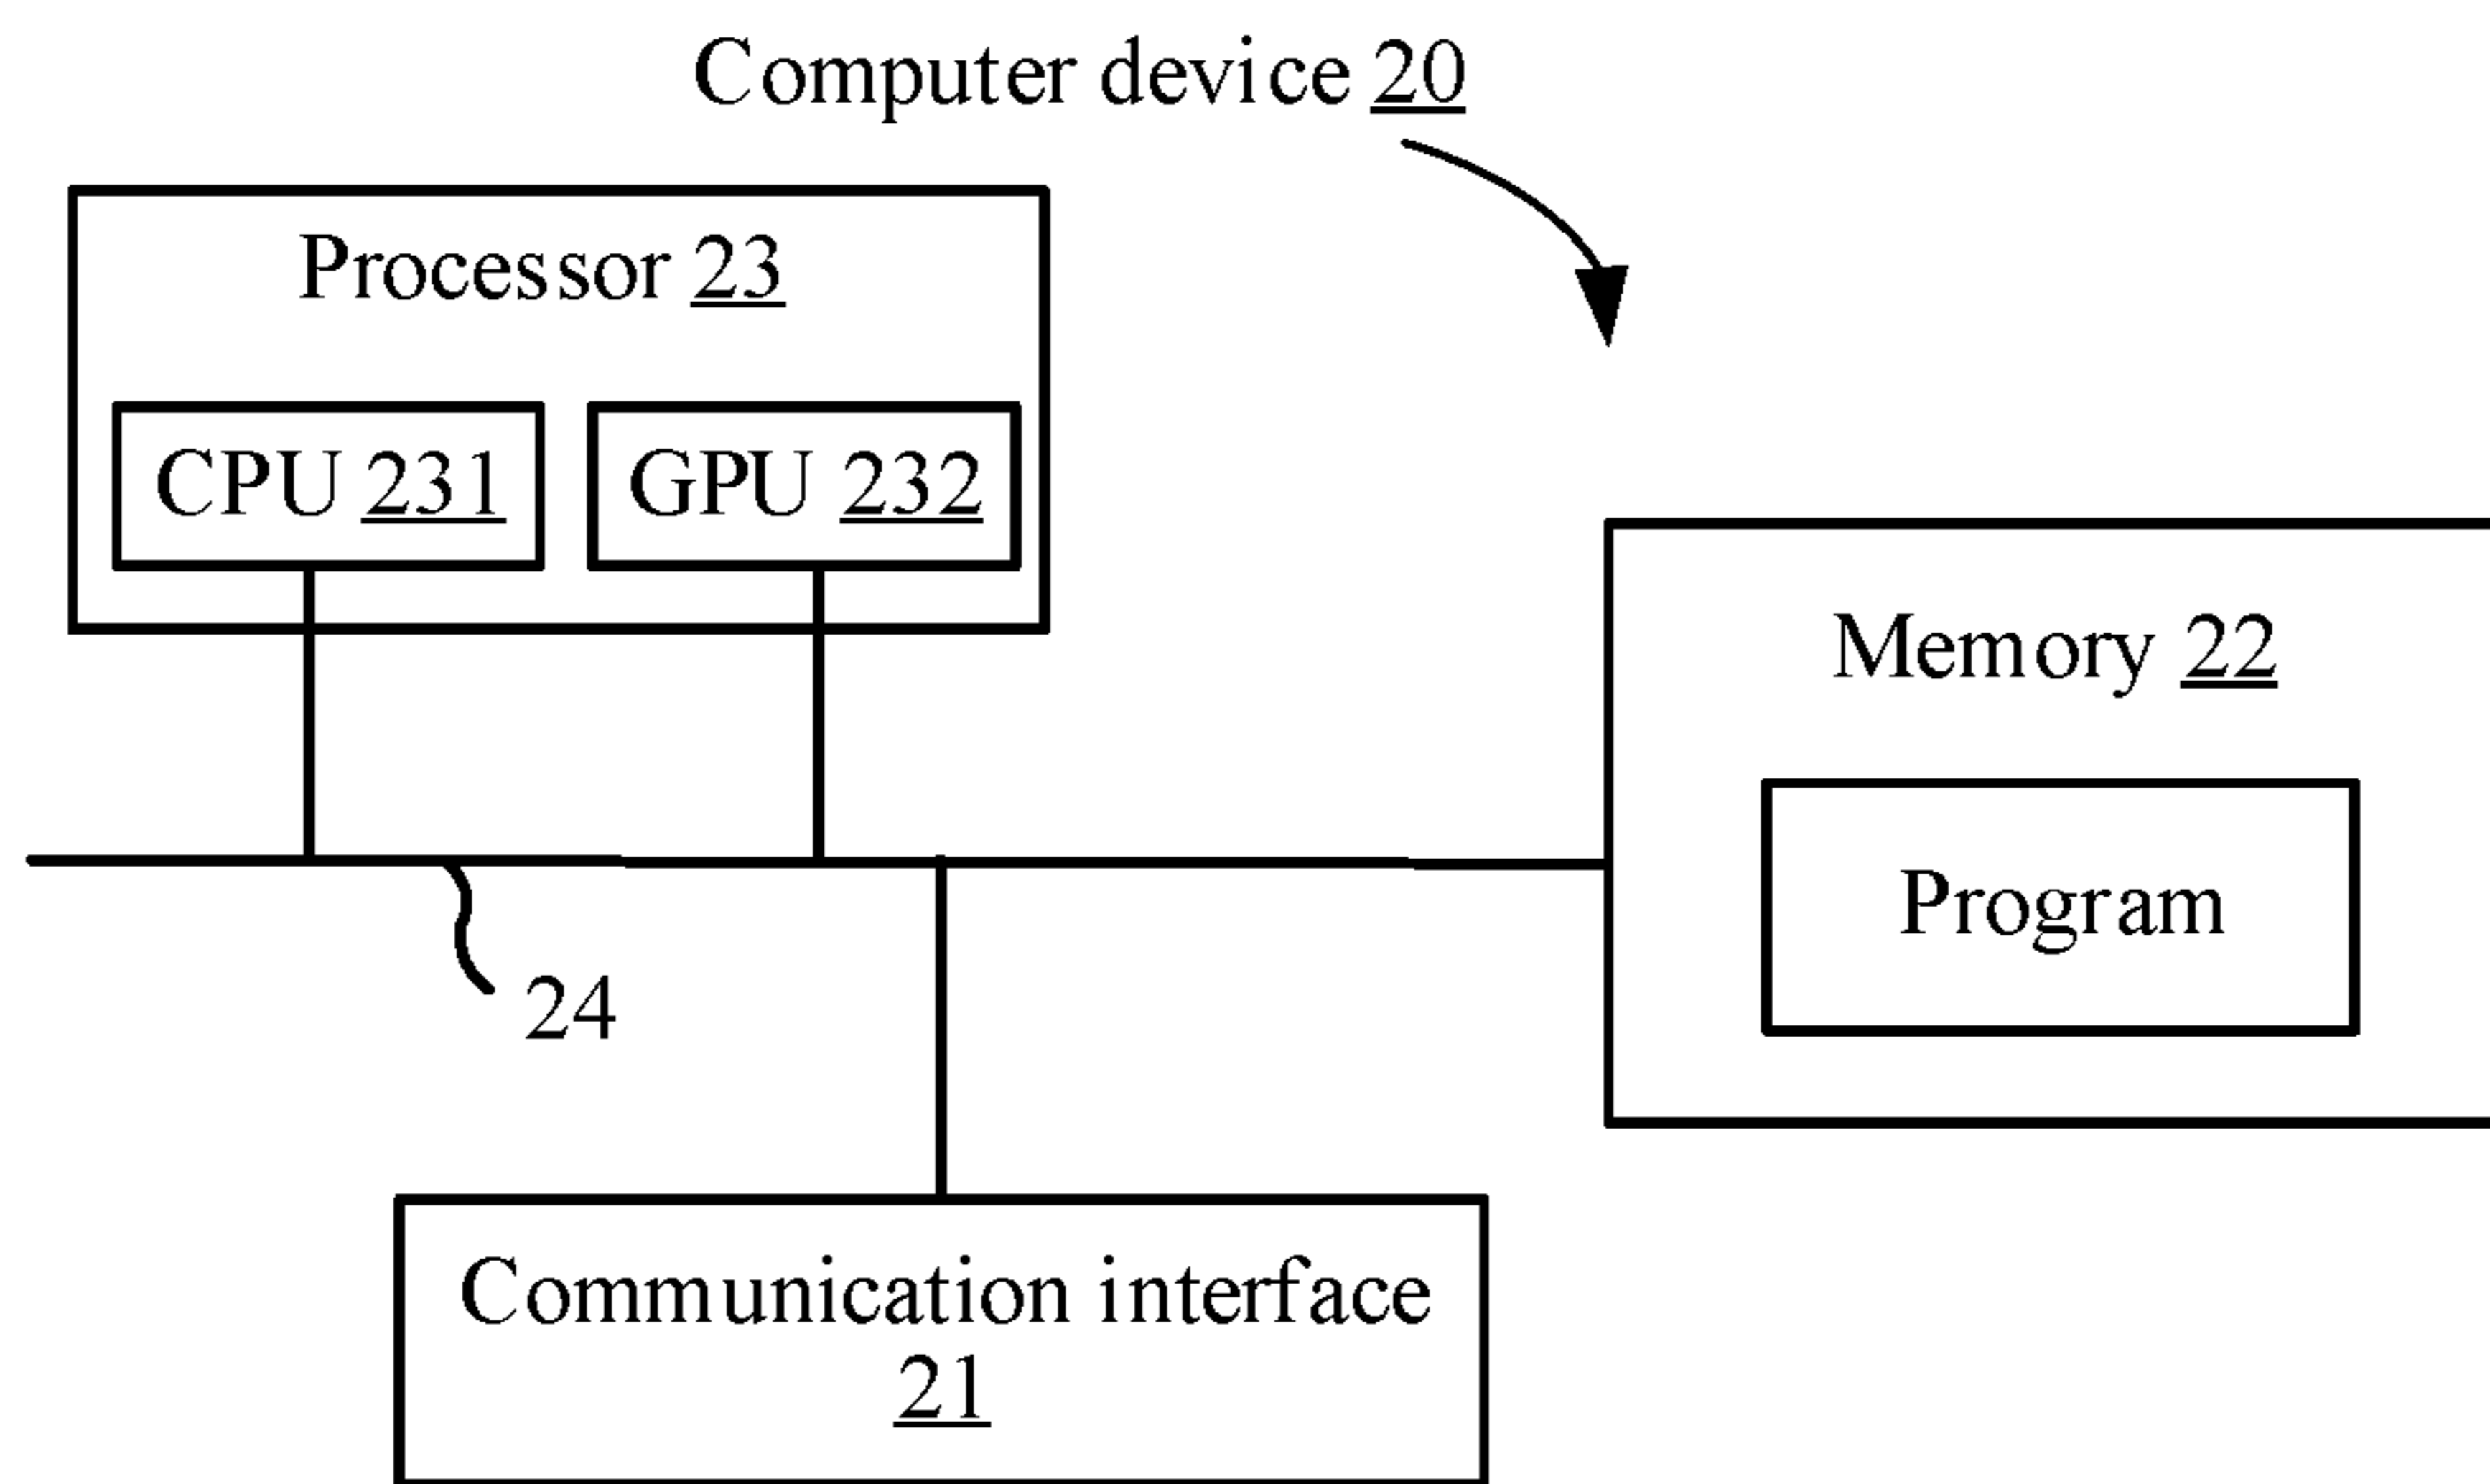 Computer device 20
Processor 23
CPU 231
GPU 232
Memory 22
Program
24
Communication interface
21